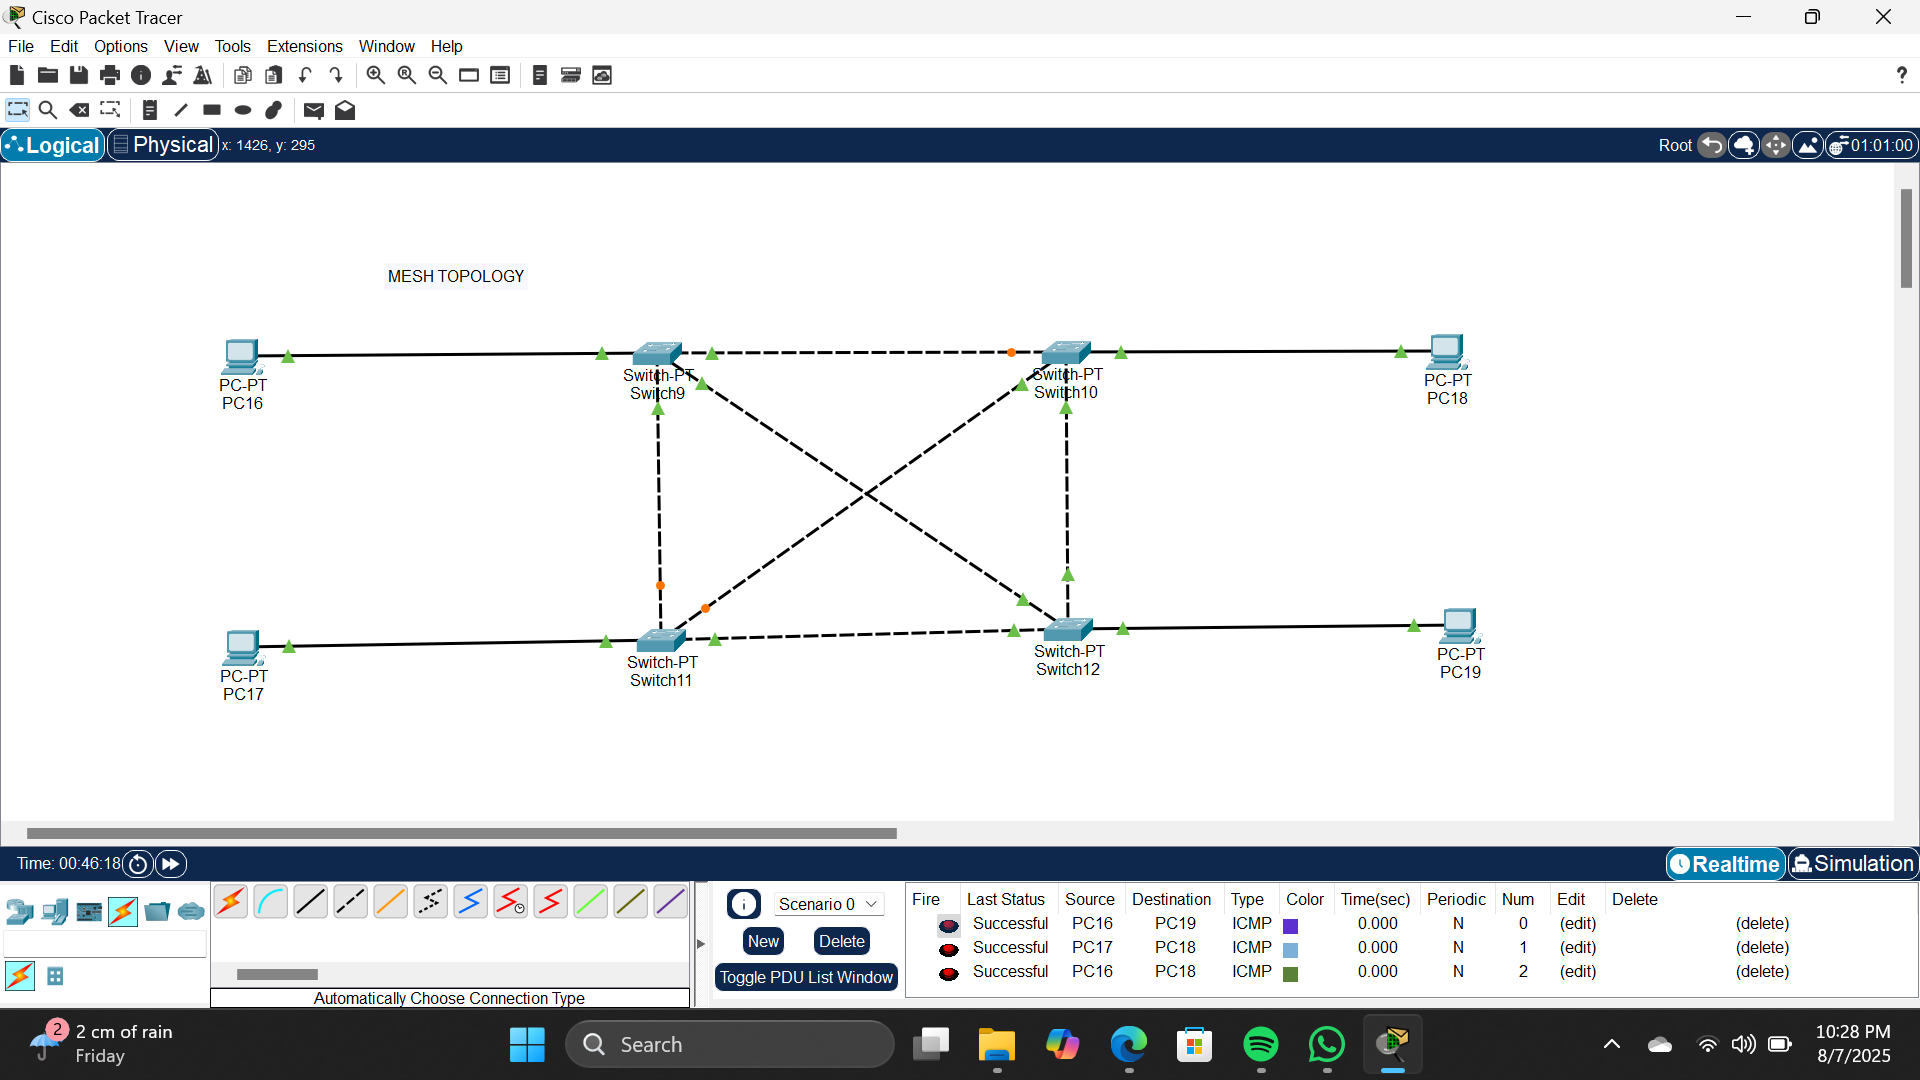 Cisco Packet Tracer
File Edit Options View Tools Extensions Window Help
?
Logical Physical x: 1426, y: 295 Root 01:01:00
MESH TOPOLOGY
PC-PT
PC16
Switch-PT
Switch9
Switch-PT
Switch10
PC-PT
PC18
PC-PT
PC17
Switch-PT
Switch11
Switch-PT
Switch12
PC-PT
PC19
Time: 00:46:18 Realtime Simulation
Scenario 0
New Delete
Toggle PDU List Window
Automatically Choose Connection Type
Fire Last Status Source Destination Type Color Time(sec) Periodic Num Edit Delete
Successful PC16 PC19 ICMP 0.000 N 0 (edit) (delete)
Successful PC17 PC18 ICMP 0.000 N 1 (edit) (delete)
Successful PC16 PC18 ICMP 0.000 N 2 (edit) (delete)
2
2 cm of rain
Friday
Search
10:28 PM
8/7/2025